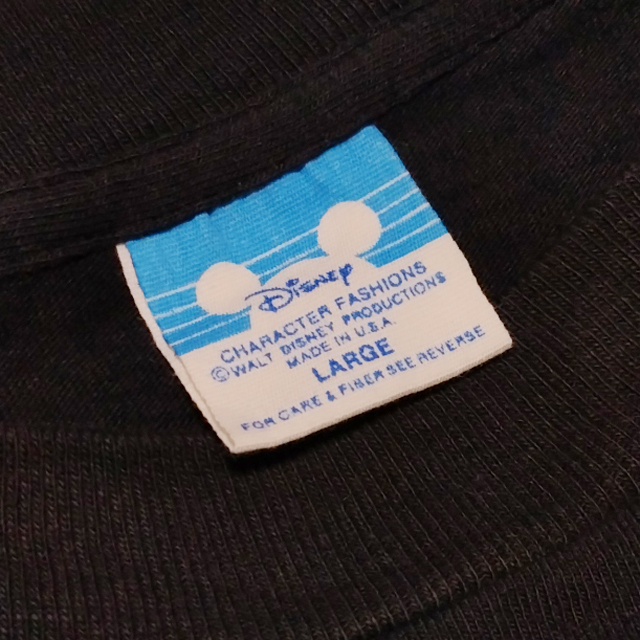 Disney
CHARACTER FASHIONS
©WALT DISNEY PRODUCTIONS
MADE IN U.S.A.
LARGE
FOR CARE & FIBER SEE REVERSE